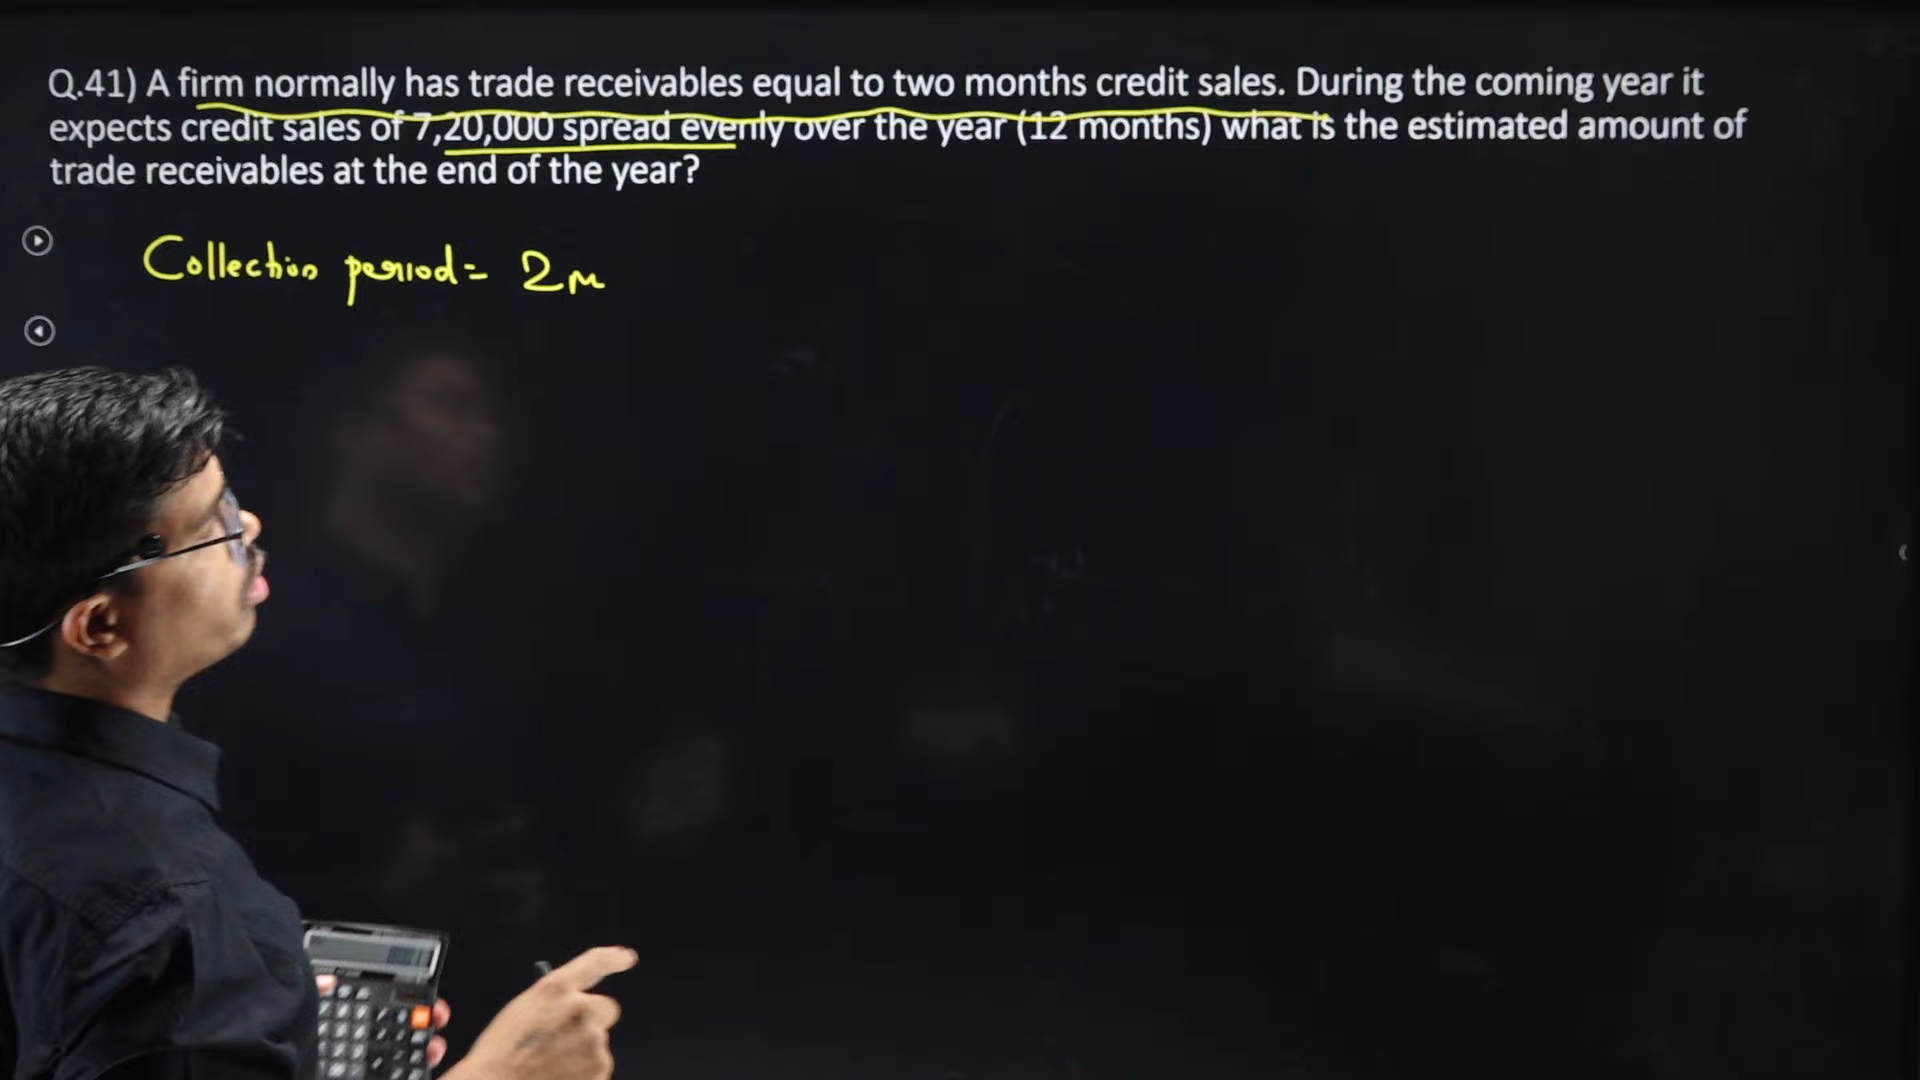 Q.41) A firm normally has trade receivables equal to two months credit sales. During the coming year it
expects credit sales of 7,20,000 spread evenly over the year (12 months) what is the estimated amount of
trade receivables at the end of the year?
Collection period = 2m